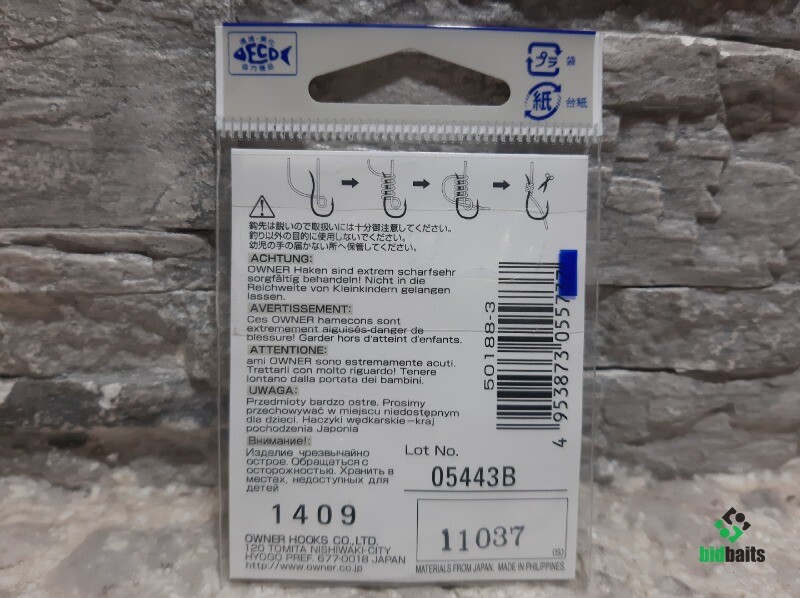 ECO
プラ
袋
紙
台紙
鈎先は鋭いので取扱いには十分御注意してください。
釣り以外の目的に使用しないでください。
幼児の手の届かない所へ保管してください。
ACHTUNG:
OWNER Haken sind extrem scharfsehr
sorgfältig behandeln! Nicht in die
Reichweite von Kleinkindern gelangen
lassen.
AVERTISSEMENT:
Ces OWNER hamecons sont
extremement aiguisés-danger de
blessure! Garder hors d'atteint d'enfants.
ATTENTIONE:
ami OWNER sono estremamente acuti.
Trattarli con molto riguardo! Tenere
lontano dalla portata dei bambini.
UWAGA:
Przedmioty bardzo ostre. Prosimy
przechowywać w miejscu niedostępnym
dla dzieci. Haczyki wędkarskie-kraj
pochodzenia Japonia
Внимание!:
Изделие чрезвычайно
острое. Обращаться с
осторожностью. Хранить в
местах, недоступных для
детей
1409
OWNER HOOKS CO.,LTD.
120 TOMITA NISHIWAKI-CITY
HYOGO PREF. 677-0018 JAPAN
http://www.owner.co.jp
50188-3
4 953873 0557
Lot No.
05443B
11037
MATERIALS FROM JAPAN. MADE IN PHILIPPINES.
bidbaits